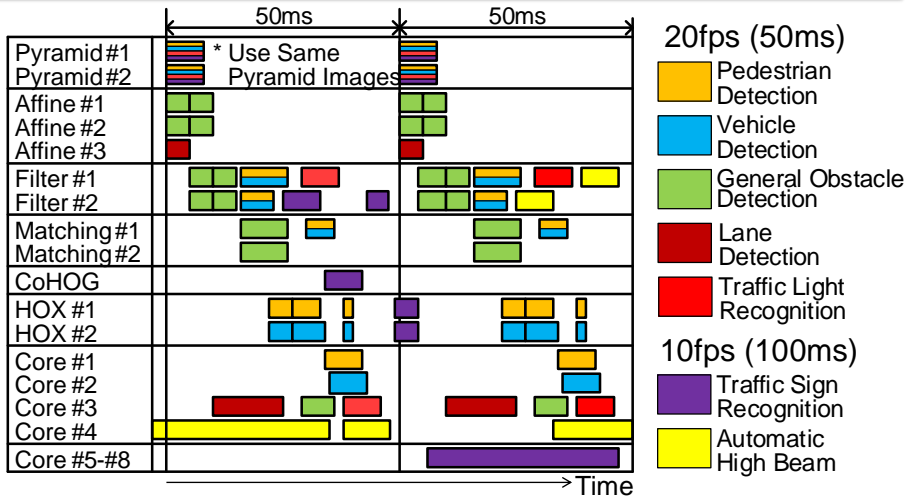 50ms 50ms
Pyramid #1
Pyramid #2
* Use Same
Pyramid Images
Affine #1
Affine #2
Affine #3
Filter #1
Filter #2
Matching #1
Matching #2
CoHOG
HOX #1
HOX #2
Core #1
Core #2
Core #3
Core #4
Core #5-#8
Time
20fps (50ms)
Pedestrian
Detection
Vehicle
Detection
General Obstacle
Detection
Lane
Detection
Traffic Light
Recognition
10fps (100ms)
Traffic Sign
Recognition
Automatic
High Beam